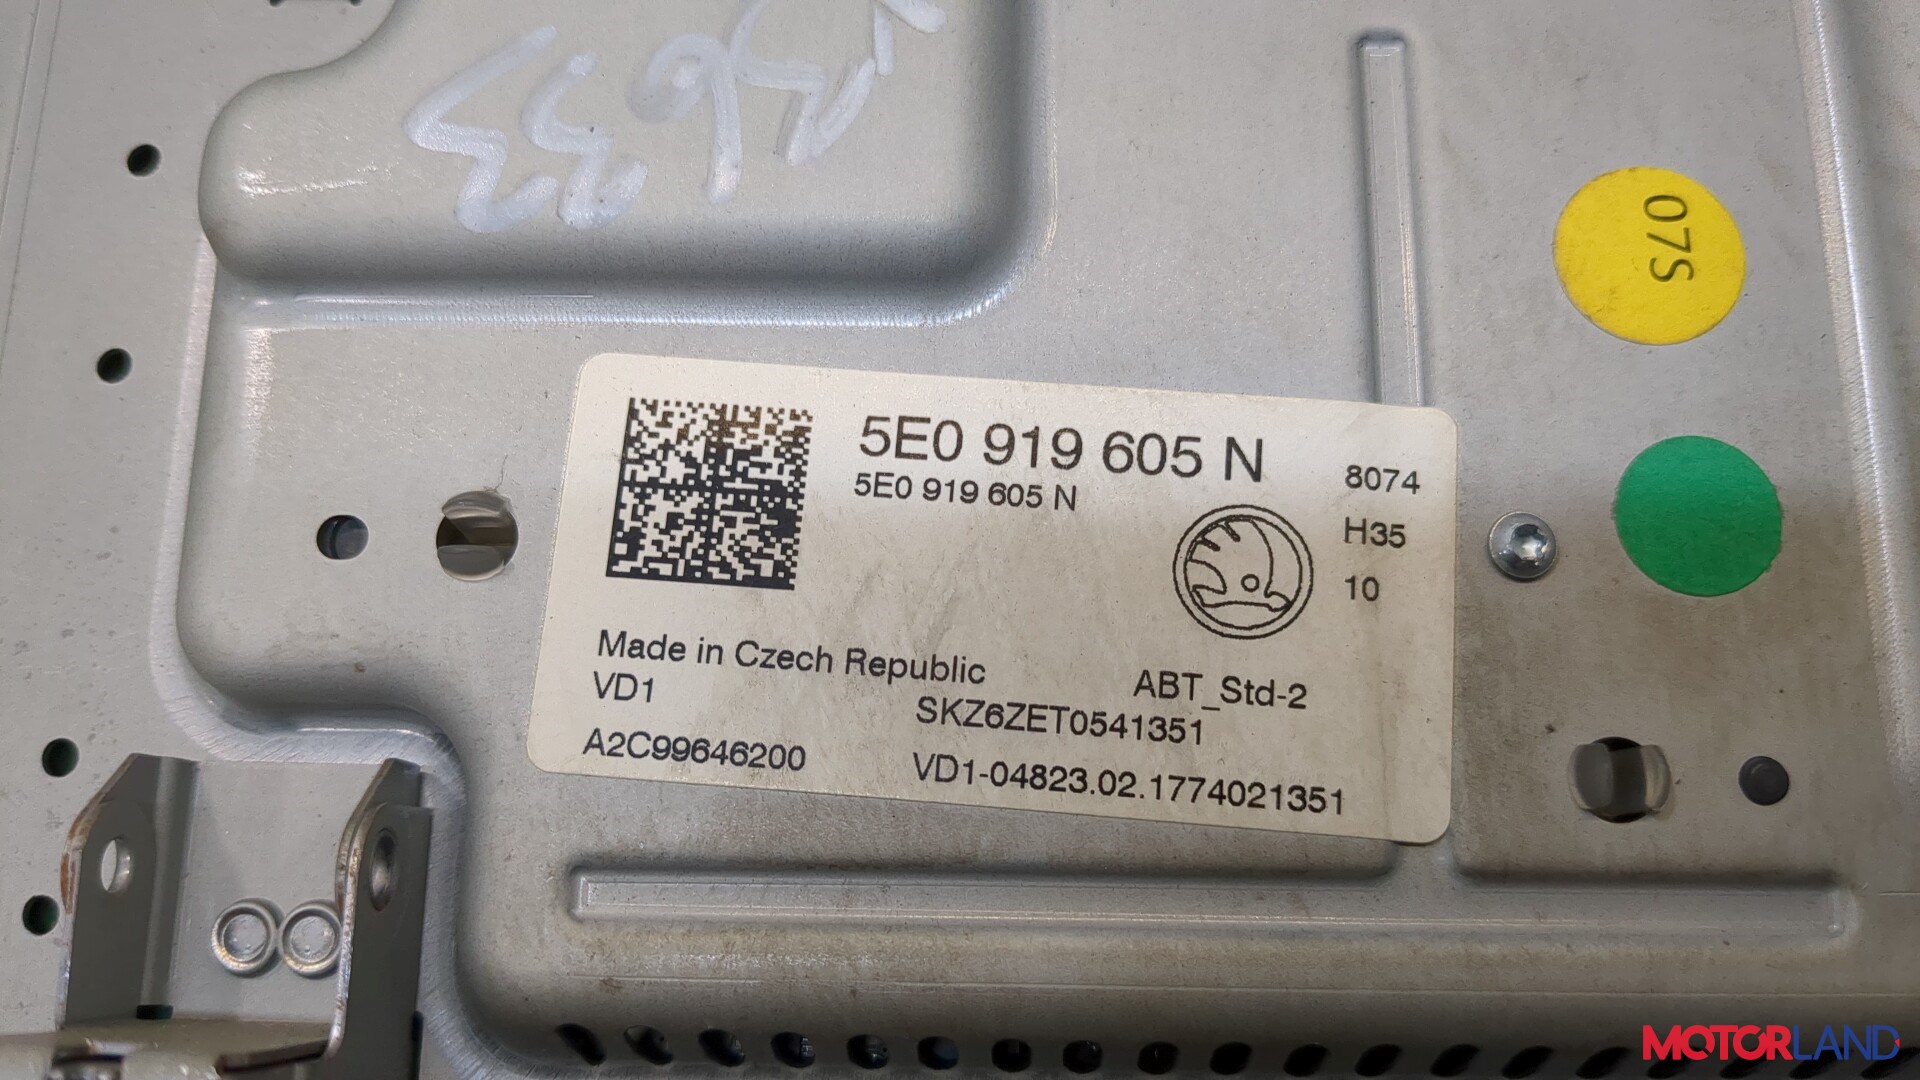 07S
5E0 919 605 N
5E0 919 605 N
8074
H35
10
Made in Czech Republic
VD1
ABT_Std-2
SKZ6ZET0541351
A2C99646200
VD1-04823.02.1774021351
MOTORLAND